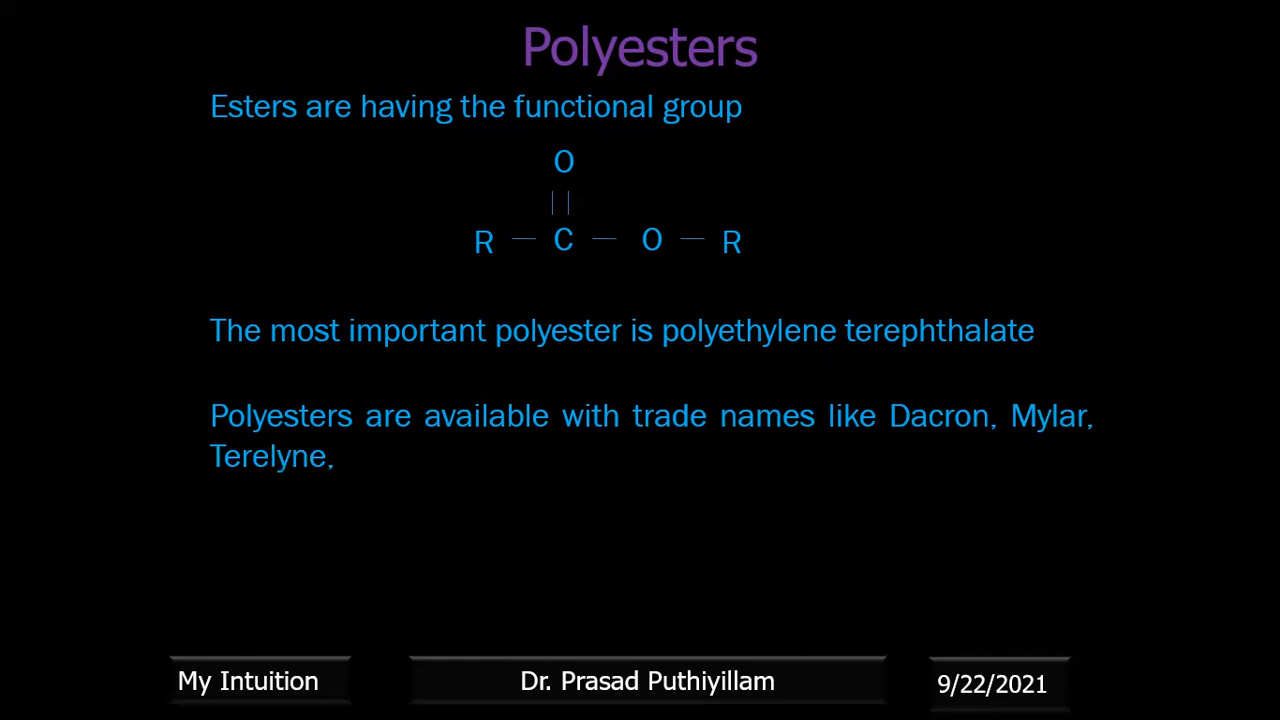 Polyesters
Esters are having the functional group
O
||
R — C — O — R
The most important polyester is polyethylene terephthalate
Polyesters are available with trade names like Dacron, Mylar,
Terelyne,
My Intuition
Dr. Prasad Puthiyillam
9/22/2021